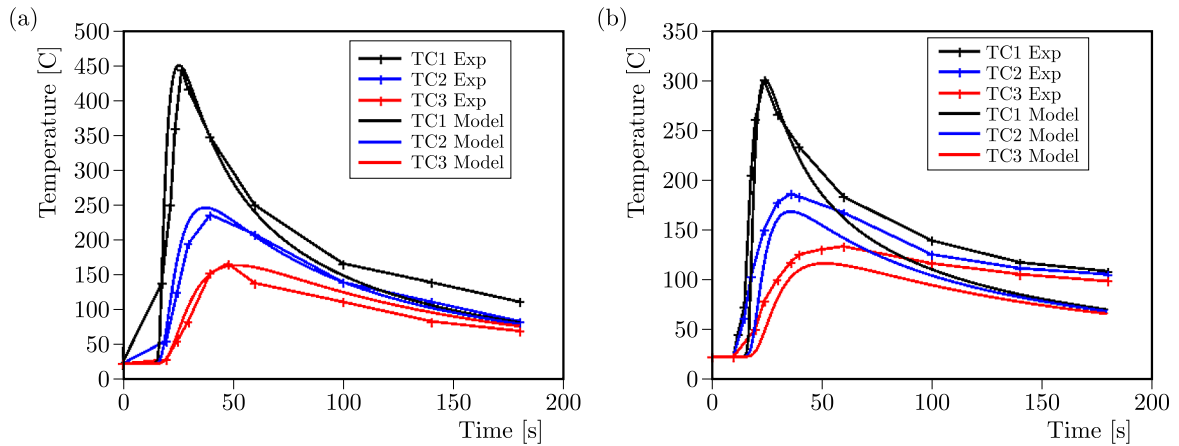 (a)
Temperature [C]
500
450
400
350
300
250
200
150
100
50
0
0 50 100 150 200
Time [s]
TC1 Exp
TC2 Exp
TC3 Exp
TC1 Model
TC2 Model
TC3 Model
(b)
Temperature [C]
350
300
250
200
150
100
50
0
0 50 100 150 200
Time [s]
TC1 Exp
TC2 Exp
TC3 Exp
TC1 Model
TC2 Model
TC3 Model